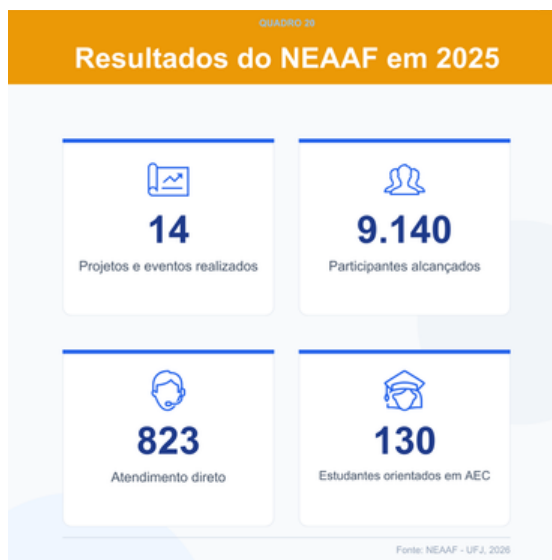 QUADRO 20
Resultados do NEAAF em 2025
14
Projetos e eventos realizados
9.140
Participantes alcançados
823
Atendimento direto
130
Estudantes orientados em AEC
Fonte: NEAAF - UFJ, 2026